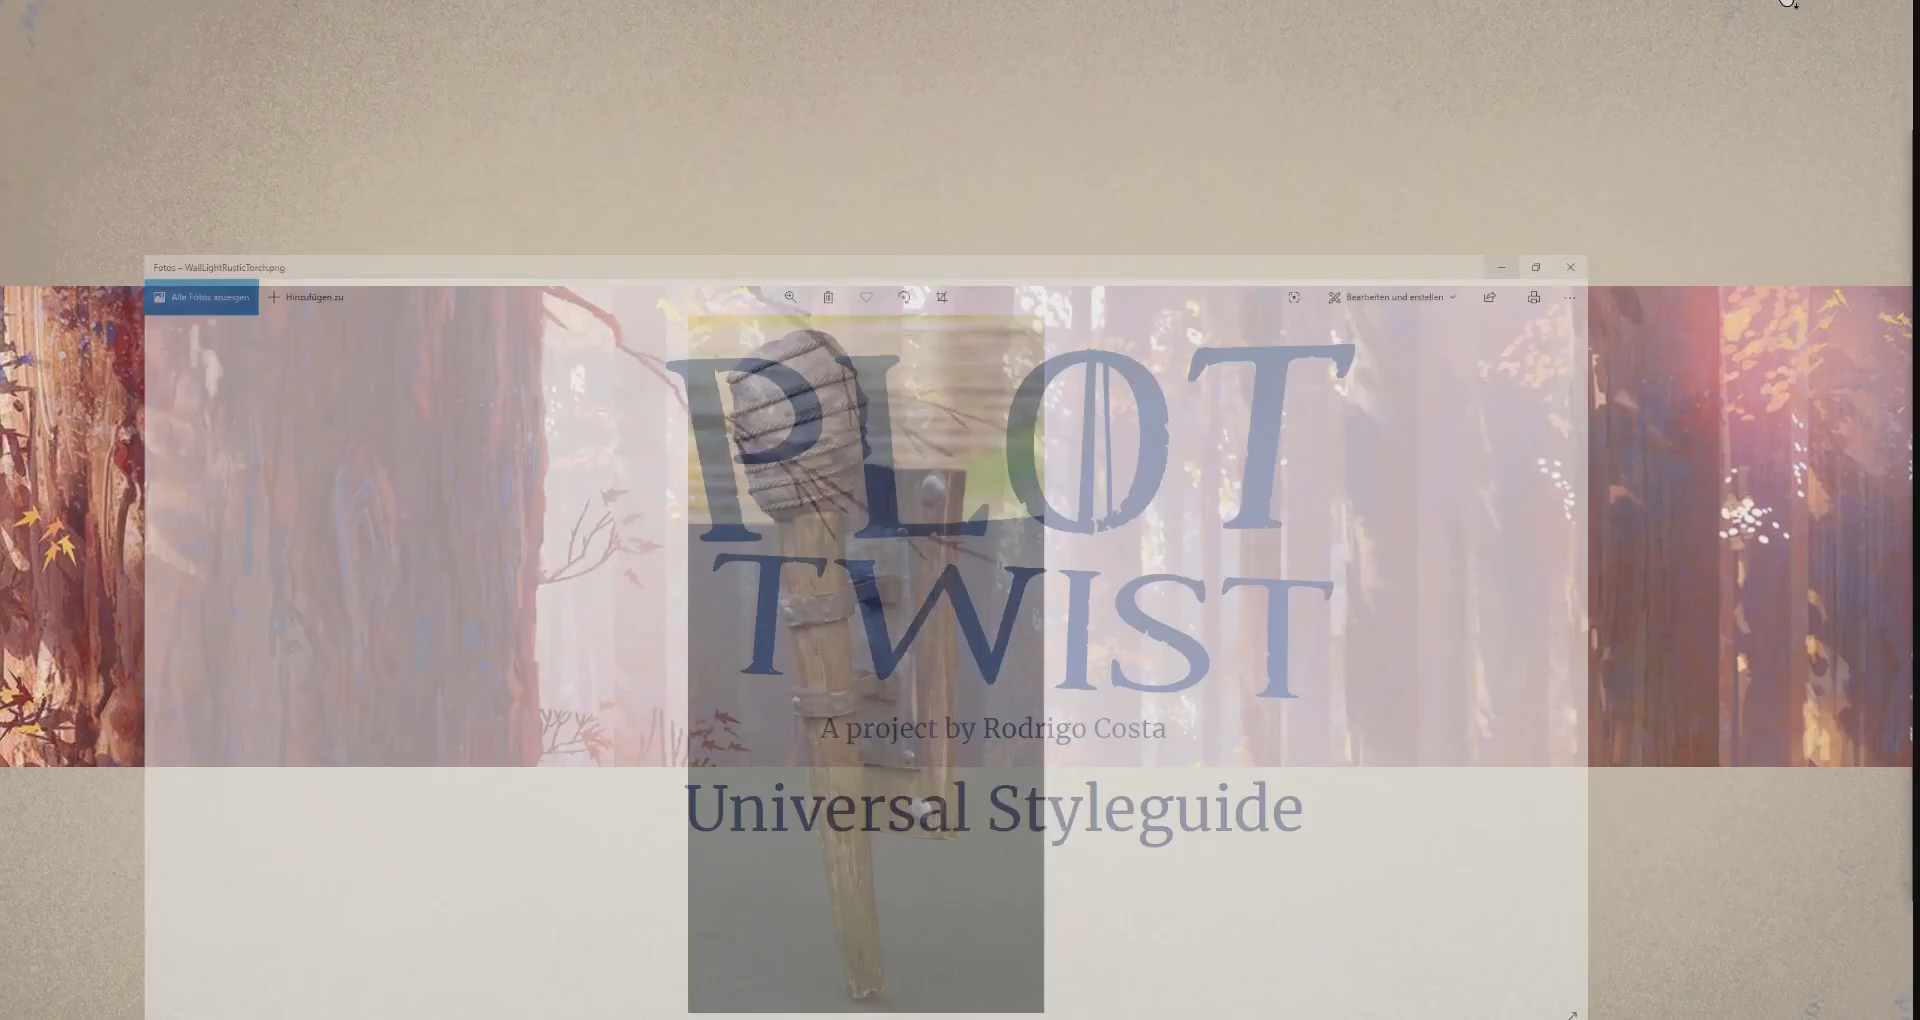 Fotos – WallLightRusticTorch.png
Alle Fotos anzeigen
Hinzufügen zu
Bearbeiten und erstellen
PLOT
TWIST
A project by Rodrigo Costa
Universal Styleguide